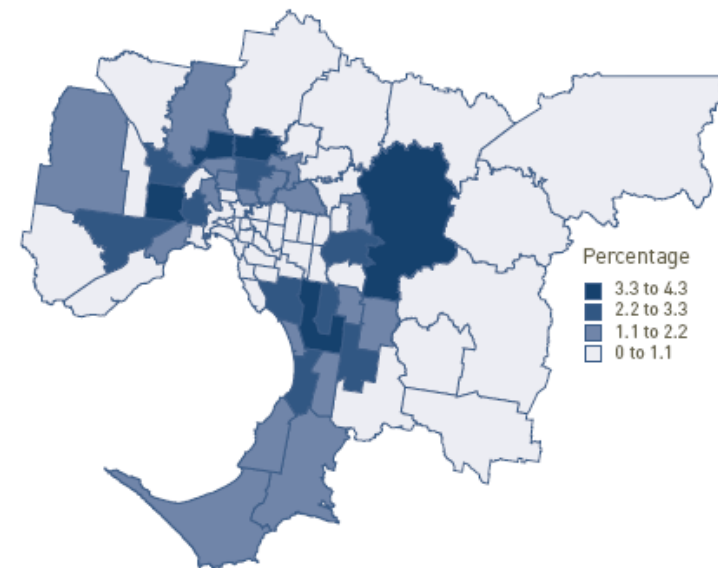 Percentage
3.3 to 4.3
2.2 to 3.3
1.1 to 2.2
0 to 1.1